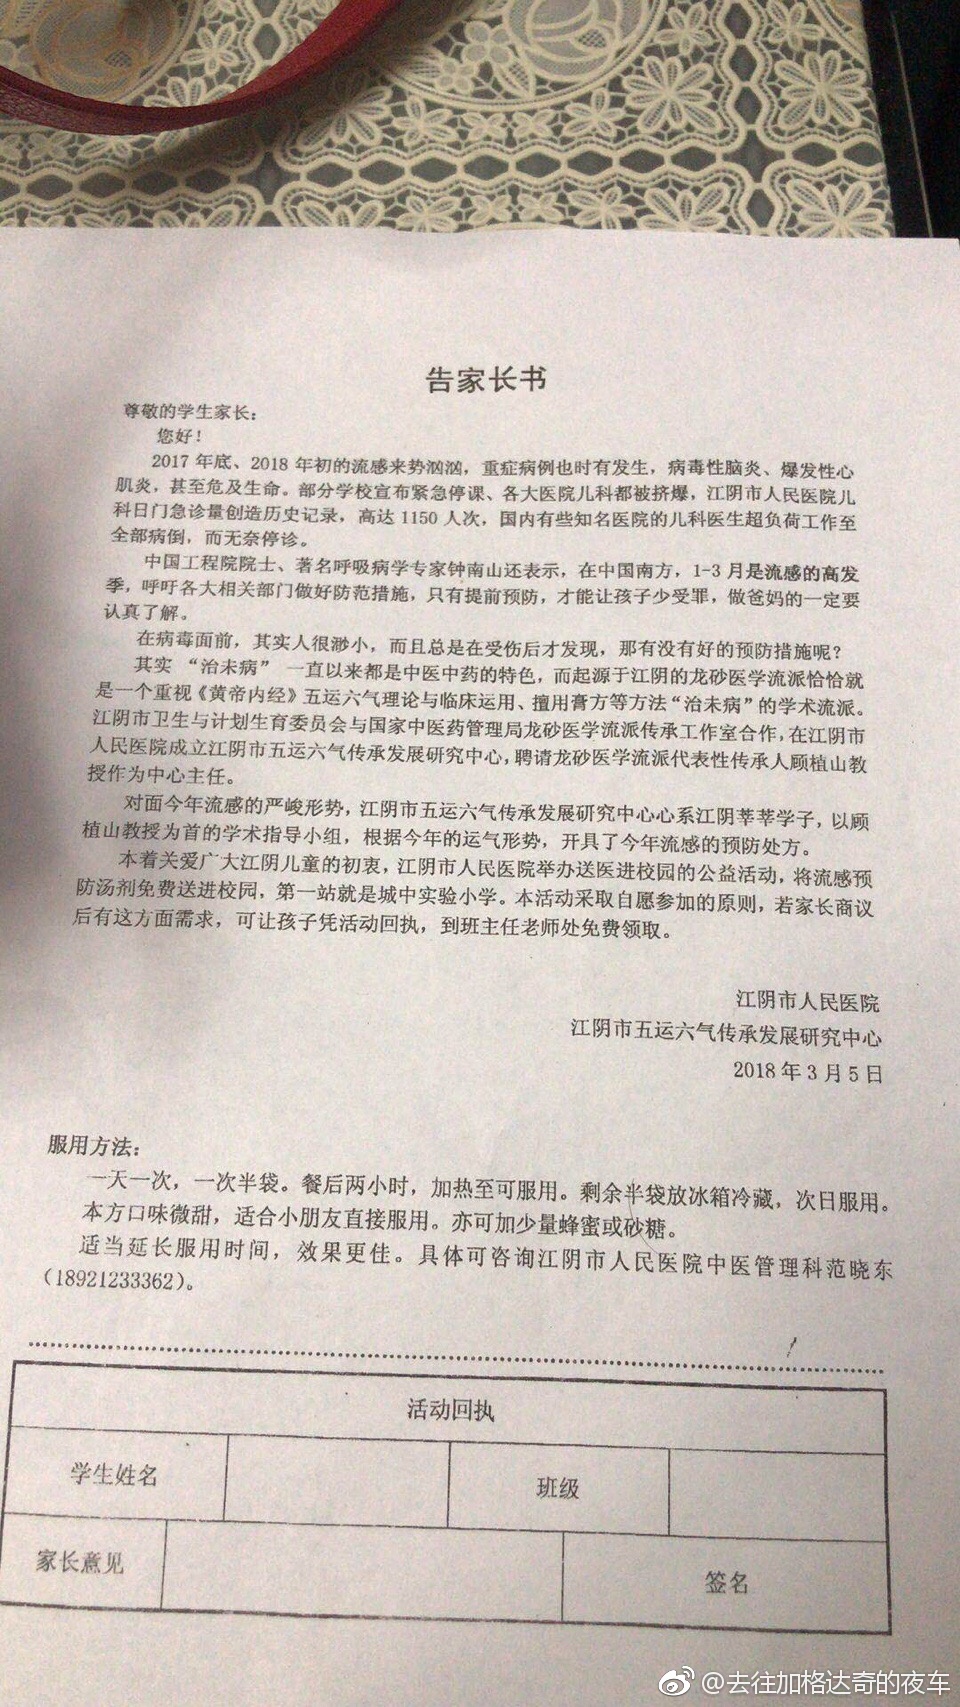 告家长书
尊敬的学生家长：
您好！
2017 年底、2018 年初的流感来势汹汹，重症病例也时有发生，病毒性脑炎、爆发性心
肌炎，甚至危及生命。部分学校宣布紧急停课、各大医院儿科都被挤爆，江阴市人民医院儿
科日门急诊量创造历史记录，高达 1150 人次，国内有些知名医院的儿科医生超负荷工作至
全部病倒，而无奈停诊。
中国工程院院士、著名呼吸病学专家钟南山还表示，在中国南方，1-3 月是流感的高发
季，呼吁各大相关部门做好防范措施，只有提前预防，才能让孩子少受罪，做爸妈的一定要
认真了解。
在病毒面前，其实人很渺小，而且总是在受伤后才发现，那有没有好的预防措施呢？
其实 “治未病” 一直以来都是中医中药的特色，而起源于江阴的龙砂医学流派恰恰就
是一个重视《黄帝内经》五运六气理论与临床运用、擅用膏方等方法“治未病”的学术流派。
江阴市卫生与计划生育委员会与国家中医药管理局龙砂医学流派传承工作室合作，在江阴市
人民医院成立江阴市五运六气传承发展研究中心，聘请龙砂医学流派代表性传承人顾植山教
授作为中心主任。
对面今年流感的严峻形势，江阴市五运六气传承发展研究中心心系江阴莘莘学子，以顾
植山教授为首的学术指导小组，根据今年的运气形势，开具了今年流感的预防处方。
本着关爱广大江阴儿童的初衷，江阴市人民医院举办送医进校园的公益活动，将流感预
防汤剂免费送进校园，第一站就是城中实验小学。本活动采取自愿参加的原则，若家长商议
后有这方面需求，可让孩子凭活动回执，到班主任老师处免费领取。
江阴市人民医院
江阴市五运六气传承发展研究中心
2018 年 3 月 5 日
服用方法：
一天一次，一次半袋。餐后两小时，加热至可服用。剩余半袋放冰箱冷藏，次日服用。
本方口味微甜，适合小朋友直接服用。亦可加少量蜂蜜或砂糖。
适当延长服用时间，效果更佳。具体可咨询江阴市人民医院中医管理科范晓东
（18921233362）。
活动回执
学生姓名 班级
家长意见 签名
@去往加格达奇的夜车